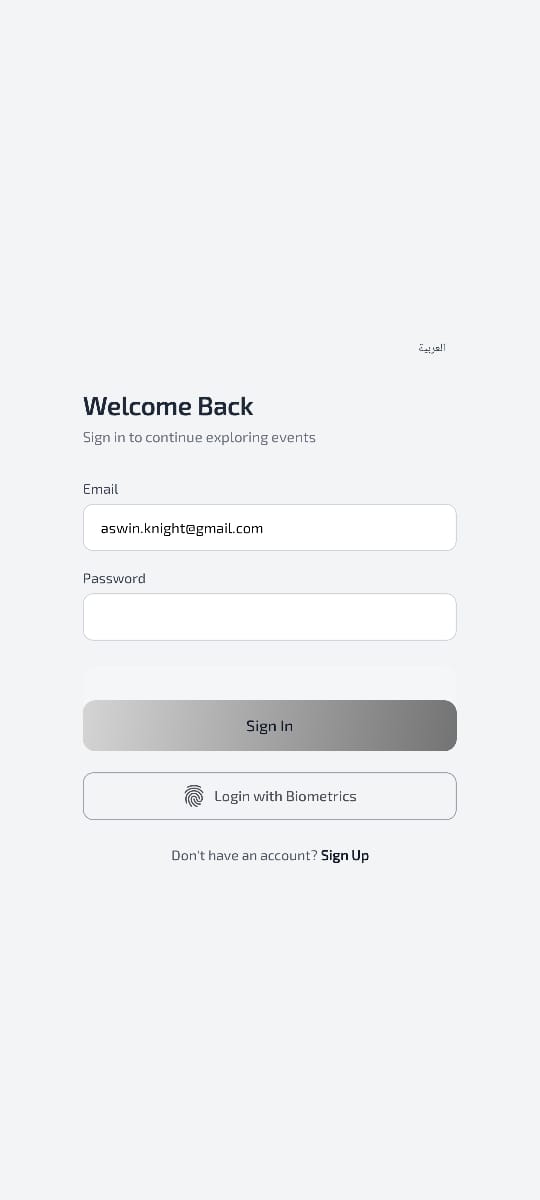 العربية
Welcome Back
Sign in to continue exploring events
Email
aswin.knight@gmail.com
Password
Sign In
Login with Biometrics
Don't have an account? Sign Up